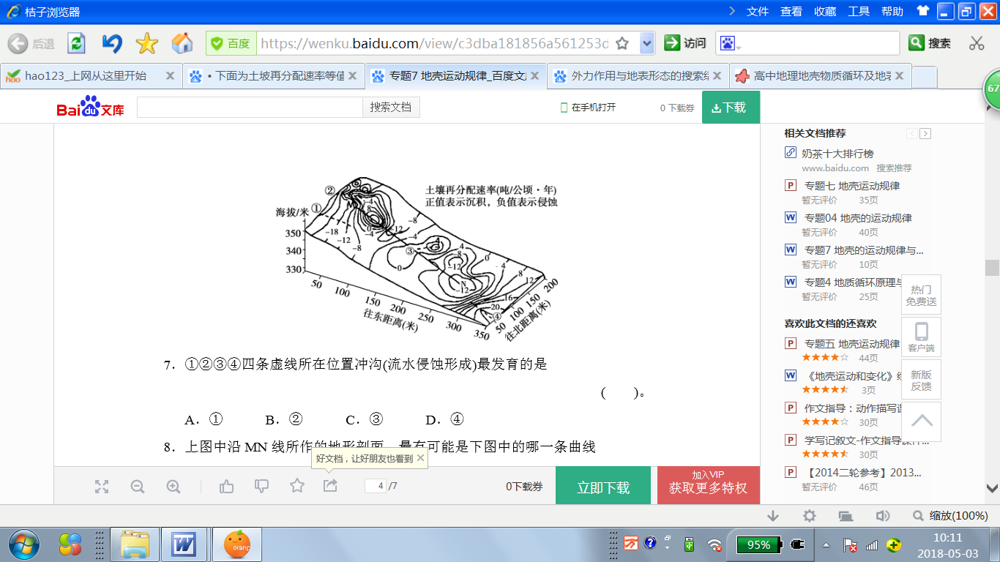 桔子浏览器
文件 查看 收藏 工具 帮助
后退
百度 https://wenku.baidu.com/view/c3dba181856a561253d
访问
搜索
hao123_上网从这里开始
• 下面为土坡再分配速率等值
专题7 地壳运动规律_百度文库
外力作用与地表形态的搜索结
高中地理地壳物质循环及地表
67
Bai du 文库
搜索文档
在手机打开
0 下载券
下载
土壤再分配速率(吨/公顷·年)
正值表示沉积，负值表示侵蚀
海拔/米
350
340
330
① ② ③ ④
M
N
-4
8
0
-4
-12
-8
-4
-18
-12
-8
0
4
4
-8
-12
-12
0
4
8
12
16
20
50 100 150 200 250 300 350
往东距离(米)
50 100 150 200
往北距离(米)
7．①②③④四条虚线所在位置冲沟(流水侵蚀形成)最发育的是
( )。
A．① B．② C．③ D．④
8．上图中沿 MN 线所作的地形剖面，最有可能是下图中的哪一条曲线
好文档，让好朋友也看到
4 /7
0下载券
立即下载
加入VIP
获取更多特权
相关文档推荐
奶茶十大排行榜
www.baidu.com 搜索推荐
专题七 地壳运动规律
暂无评价 35页
专题04 地壳的运动规律
暂无评价 40页
专题7 地壳的运动规律与...
暂无评价 10页
专题4 地质循环原理与
暂无评价 25页
喜欢此文档的还喜欢
专题五 地壳运动规律
44页
《地壳运动和变化》
3页
作文指导：动作描写
30页
学写记叙文-作文指导课件...
30页
【2014二轮参考】2013...
暂无评价 46页
热门
免费送
客户端
新版
反馈
缩放(100%)
orang
95%
10:11
2018-05-03